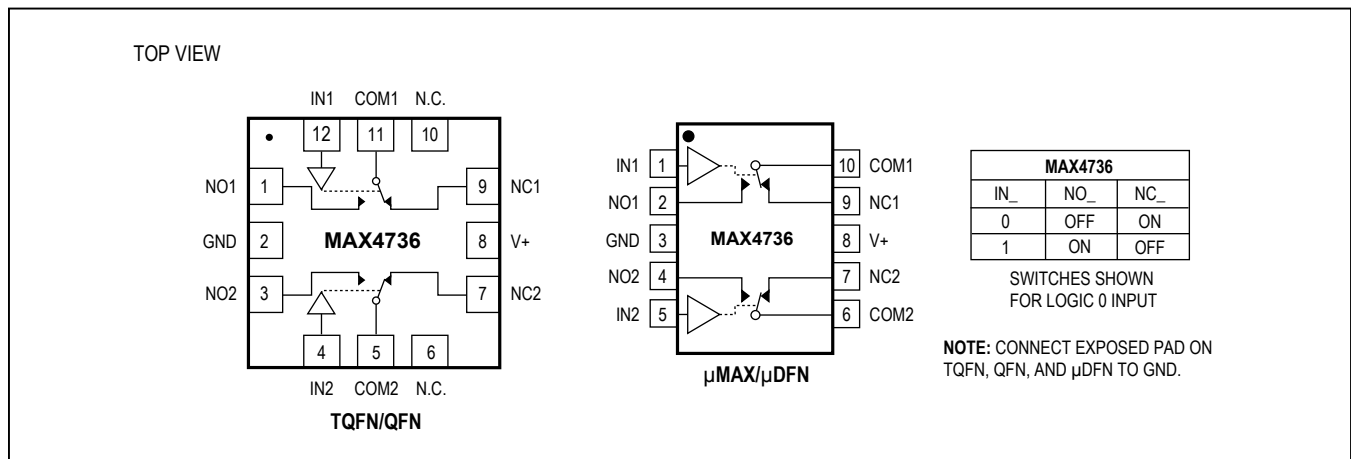 TOP VIEW
IN1 COM1 N.C.
12 11 10
NO1 1 9 NC1
GND 2 MAX4736 8 V+
NO2 3 7 NC2
4 5 6
IN2 COM2 N.C.
TQFN/QFN
IN1 1 10 COM1
NO1 2 9 NC1
GND 3 MAX4736 8 V+
NO2 4 7 NC2
IN2 5 6 COM2
µMAX/µDFN
MAX4736
IN_ NO_ NC_
0 OFF ON
1 ON OFF
SWITCHES SHOWN
FOR LOGIC 0 INPUT
NOTE: CONNECT EXPOSED PAD ON
TQFN, QFN, AND µDFN TO GND.